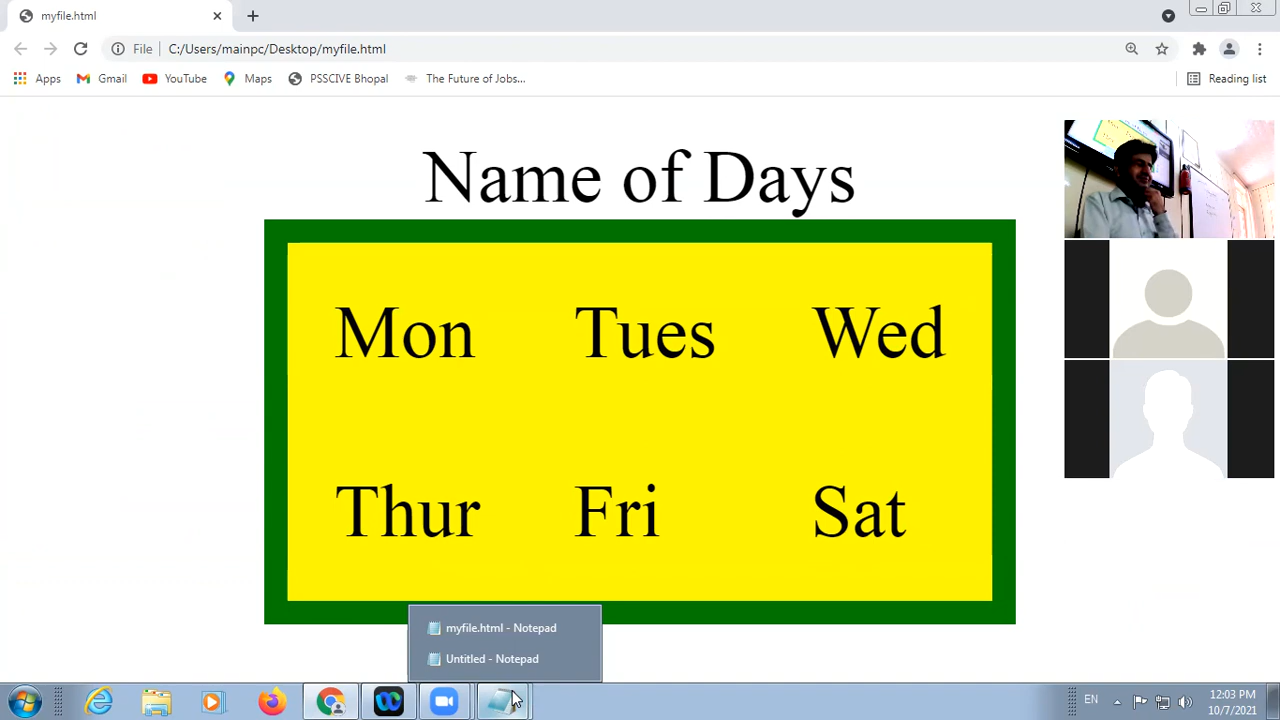 myfile.html
File C:/Users/mainpc/Desktop/myfile.html
Apps Gmail YouTube Maps PSSCIVE Bhopal The Future of Jobs... Reading list
Name of Days
Mon Tues Wed
Thur Fri Sat
myfile.html - Notepad
Untitled - Notepad
EN
12:03 PM
10/7/2021